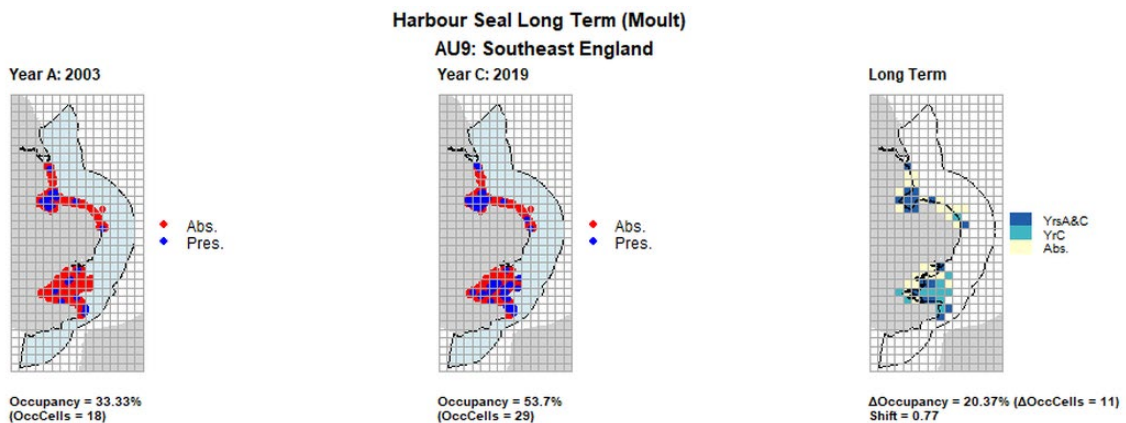 Harbour Seal Long Term (Moult)
AU9: Southeast England
Year A: 2003
Abs.
Pres.
Occupancy = 33.33%
(OccCells = 18)
Year C: 2019
Abs.
Pres.
Occupancy = 53.7%
(OccCells = 29)
Long Term
YrsA&C
YrC
Abs.
ΔOccupancy = 20.37% (ΔOccCells = 11)
Shift = 0.77